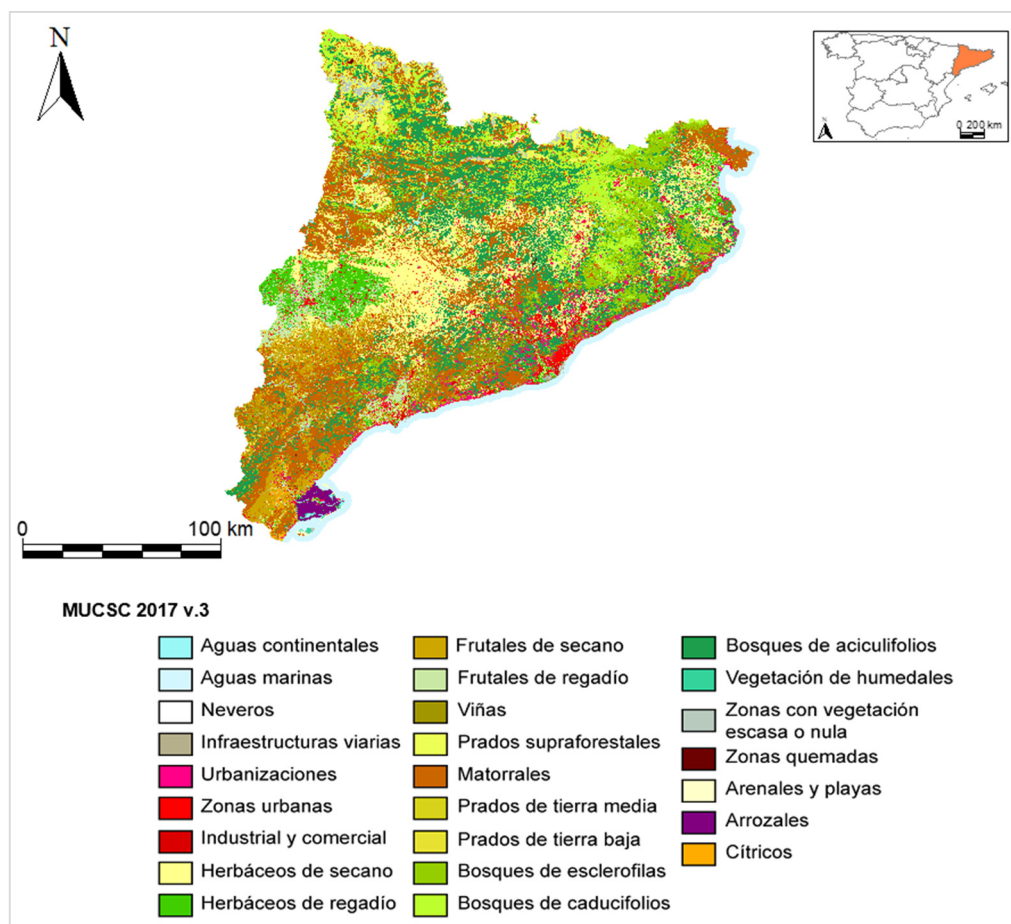 N
0 200 km
0 100 km
MUCSC 2017 v.3
Aguas continentales
Aguas marinas
Neveros
Infraestructuras viarias
Urbanizaciones
Zonas urbanas
Industrial y comercial
Herbáceos de secano
Herbáceos de regadío
Frutales de secano
Frutales de regadío
Viñas
Prados supraforestales
Matorrales
Prados de tierra media
Prados de tierra baja
Bosques de esclerofilas
Bosques de caducifolios
Bosques de aciculifolios
Vegetación de humedales
Zonas con vegetación
escasa o nula
Zonas quemadas
Arenales y playas
Arrozales
Cítricos